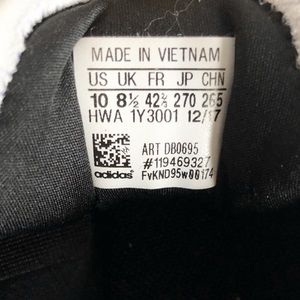 MADE IN VIETNAM
US UK FR JP CHN
10 8½ 42⅔ 270 265
HWA 1Y3001 12/17
ART DB0695
#119469327
adidas FvKND95w00174